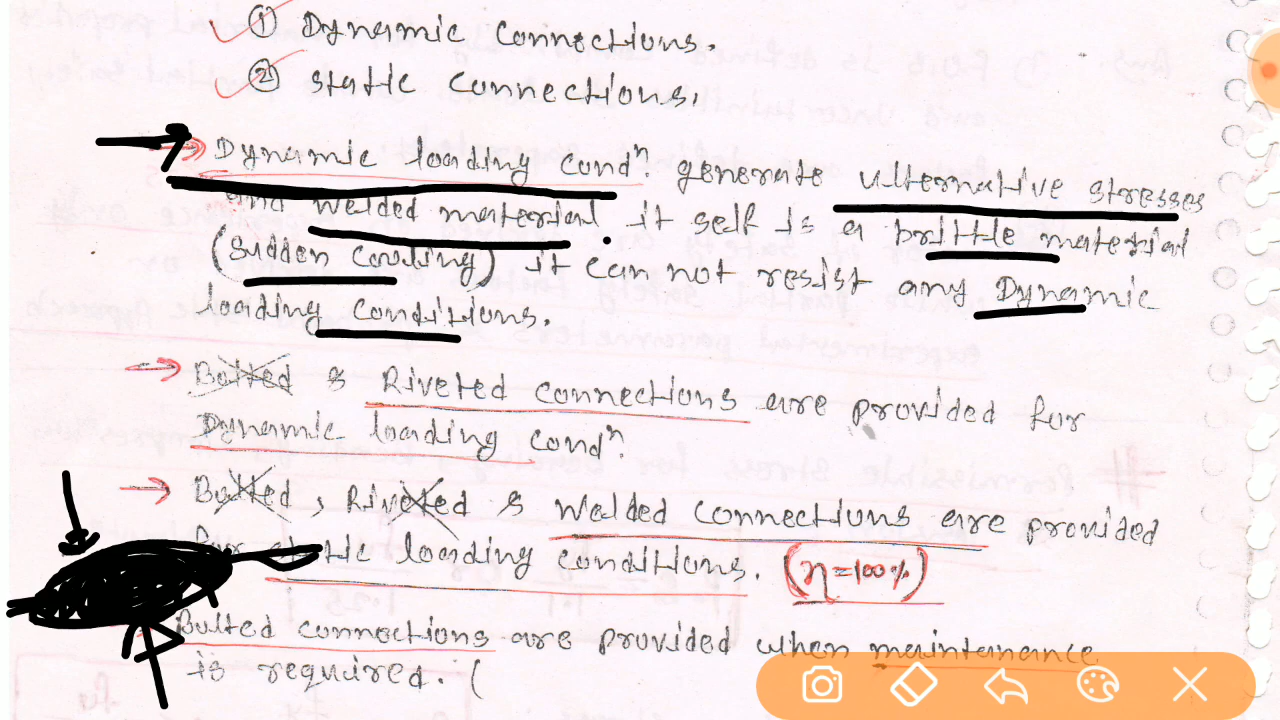 ① Dynamic Connections.
② Static Connections.
→ Dynamic loading condⁿ. generate alternative stresses
and welded material it self is a brittle material
(Sudden Cooling) it can not resist any Dynamic
loading Conditions.
→ Bolted & Riveted connections are provided for
Dynamic loading condⁿ.
→ Bolted, Riveted & Welded connections are provided
loading conditions. (η=100%)
Bolted connections are provided when maintenance
is required. (